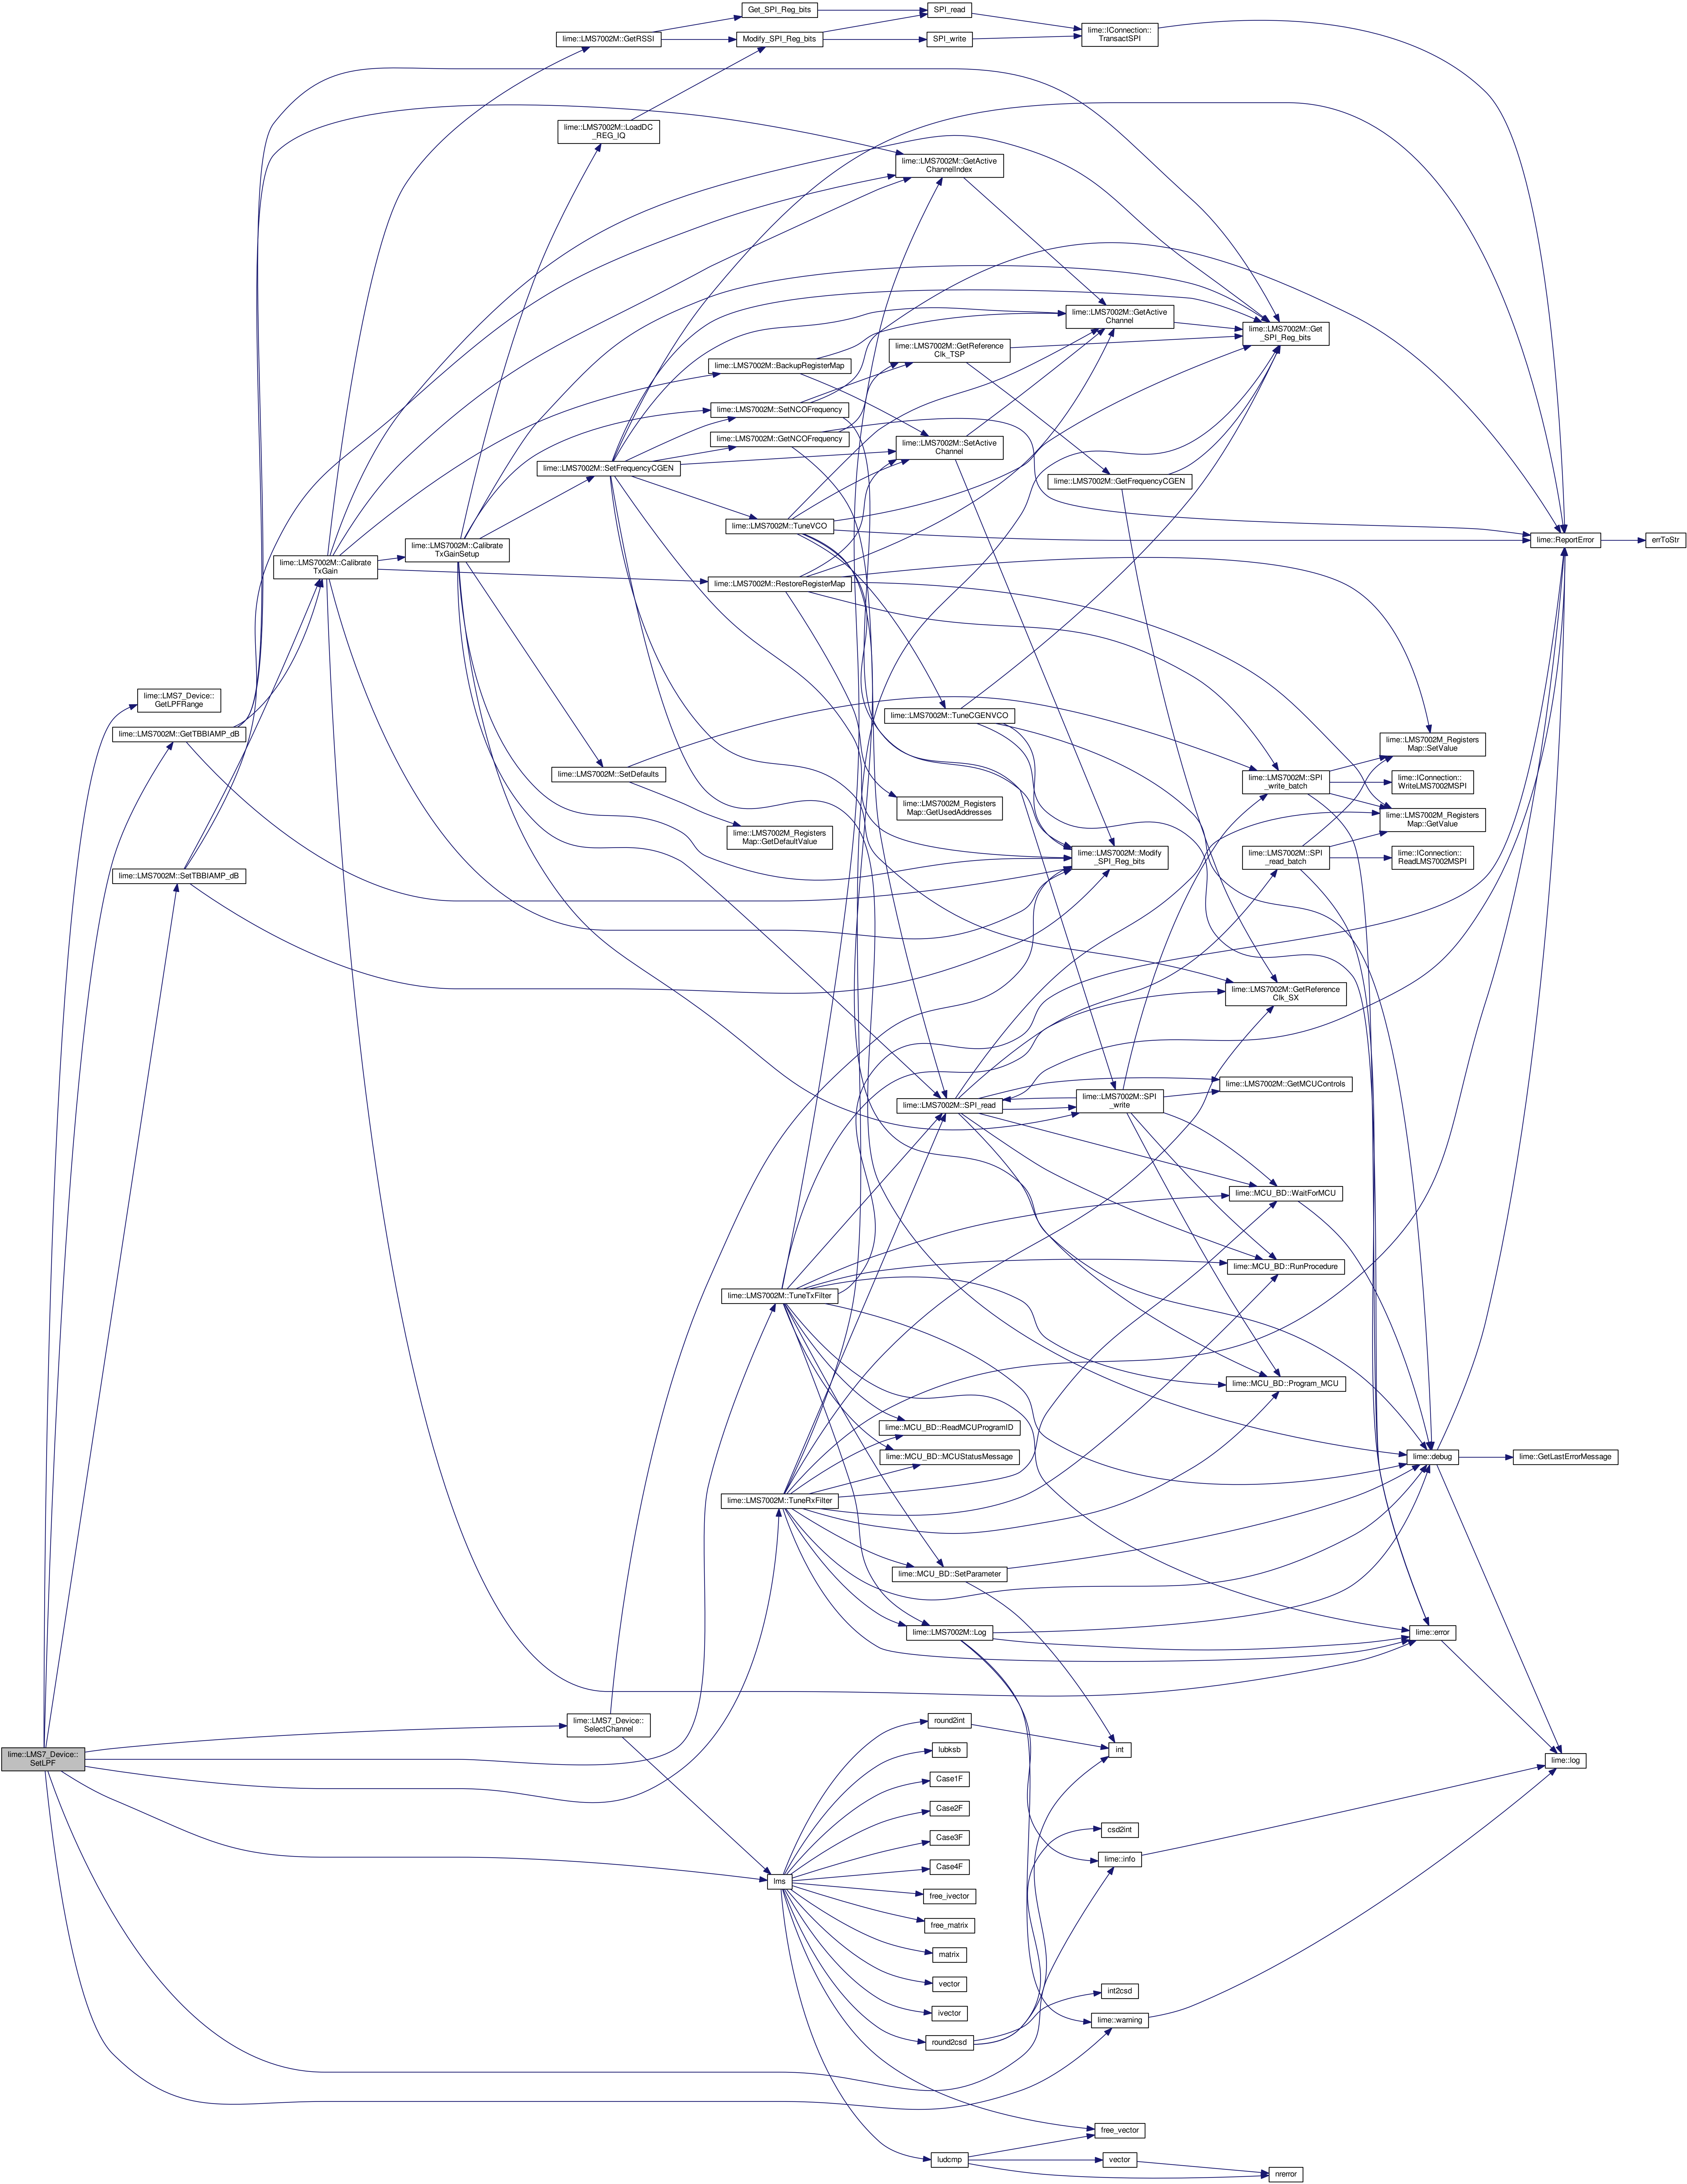 Get_SPI_Reg_bits
SPI_read
lime::LMS7002M::GetRSSI
Modify_SPI_Reg_bits
SPI_write
lime::IConnection::
TransactSPI
lime::LMS7002M::LoadDC
_REG_IQ
lime::LMS7002M::GetActive
ChannelIndex
lime::LMS7002M::GetActive
Channel
lime::LMS7002M::Get
_SPI_Reg_bits
lime::LMS7002M::GetReference
Clk_TSP
lime::LMS7002M::BackupRegisterMap
lime::LMS7002M::SetNCOFrequency
lime::LMS7002M::GetNCOFrequency
lime::LMS7002M::SetActive
Channel
lime::LMS7002M::SetFrequencyCGEN
lime::LMS7002M::GetFrequencyCGEN
lime::LMS7002M::TuneVCO
lime::ReportError
errToStr
lime::LMS7002M::Calibrate
TxGainSetup
lime::LMS7002M::Calibrate
TxGain
lime::LMS7002M::RestoreRegisterMap
lime::LMS7_Device::
GetLPFRange
lime::LMS7002M::TuneCGENVCO
lime::LMS7002M::GetTBBIAMP_dB
lime::LMS7002M_Registers
Map::SetValue
lime::LMS7002M::SetDefaults
lime::LMS7002M::SPI
_write_batch
lime::IConnection::
WriteLMS7002MSPI
lime::LMS7002M_Registers
Map::GetUsedAddresses
lime::LMS7002M_Registers
Map::GetValue
lime::LMS7002M_Registers
Map::GetDefaultValue
lime::LMS7002M::Modify
_SPI_Reg_bits
lime::LMS7002M::SPI
_read_batch
lime::IConnection::
ReadLMS7002MSPI
lime::LMS7002M::SetTBBIAMP_dB
lime::LMS7002M::GetReference
Clk_SX
lime::LMS7002M::GetMCUControls
lime::LMS7002M::SPI_read
lime::LMS7002M::SPI
_write
lime::MCU_BD::WaitForMCU
lime::MCU_BD::RunProcedure
lime::LMS7002M::TuneTxFilter
lime::MCU_BD::Program_MCU
lime::MCU_BD::ReadMCUProgramID
lime::MCU_BD::MCUStatusMessage
lime::debug
lime::GetLastErrorMessage
lime::LMS7002M::TuneRxFilter
lime::MCU_BD::SetParameter
lime::LMS7002M::Log
lime::error
lime::LMS7_Device::
SelectChannel
round2int
int
lime::LMS7_Device::
SetLPF
lubksb
lime::log
Case1F
Case2F
csd2int
Case3F
lime::info
Case4F
lms
free_ivector
free_matrix
matrix
vector
int2csd
ivector
lime::warning
round2csd
free_vector
ludcmp
vector
nrerror